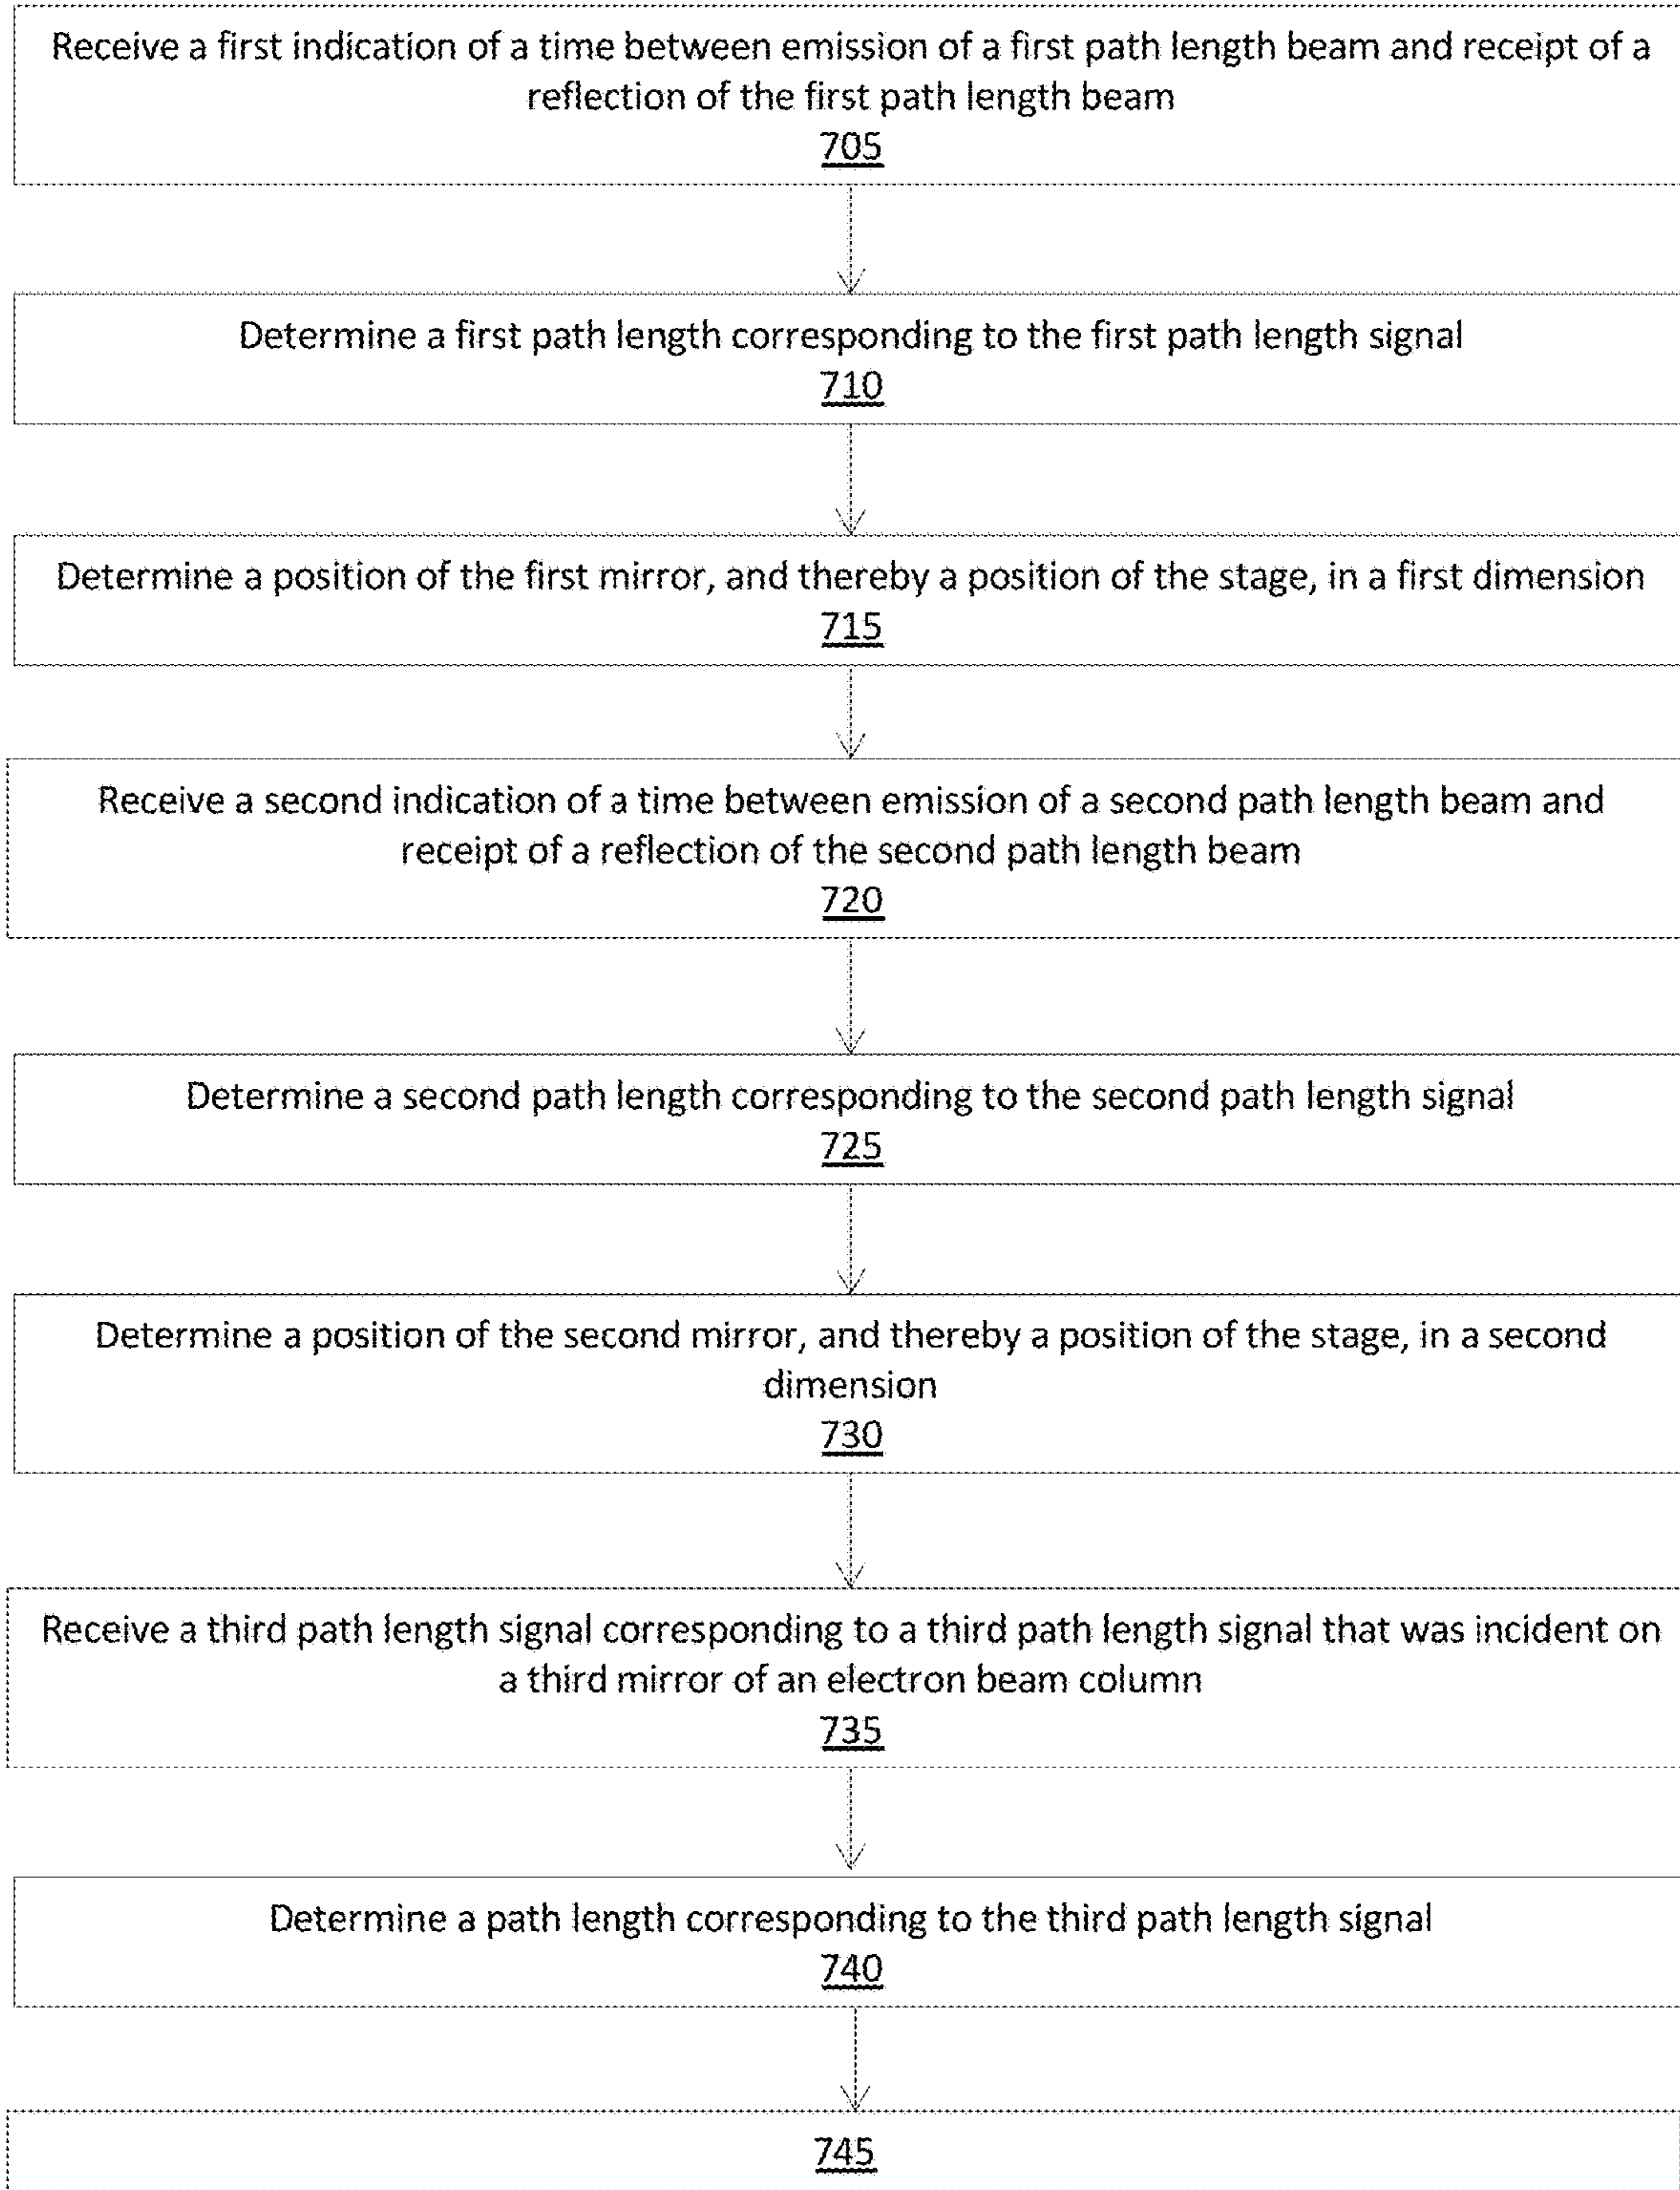 Receive a first indication of a time between emission of a first path length beam and receipt of a
reflection of the first path length beam
705
Determine a first path length corresponding to the first path length signal
710
Determine a position of the first mirror, and thereby a position of the stage, in a first dimension
715
Receive a second indication of a time between emission of a second path length beam and
receipt of a reflection of the second path length beam
720
Determine a second path length corresponding to the second path length signal
725
Determine a position of the second mirror, and thereby a position of the stage, in a second
dimension
730
Receive a third path length signal corresponding to a third path length signal that was incident on
a third mirror of an electron beam column
735
Determine a path length corresponding to the third path length signal
740
745